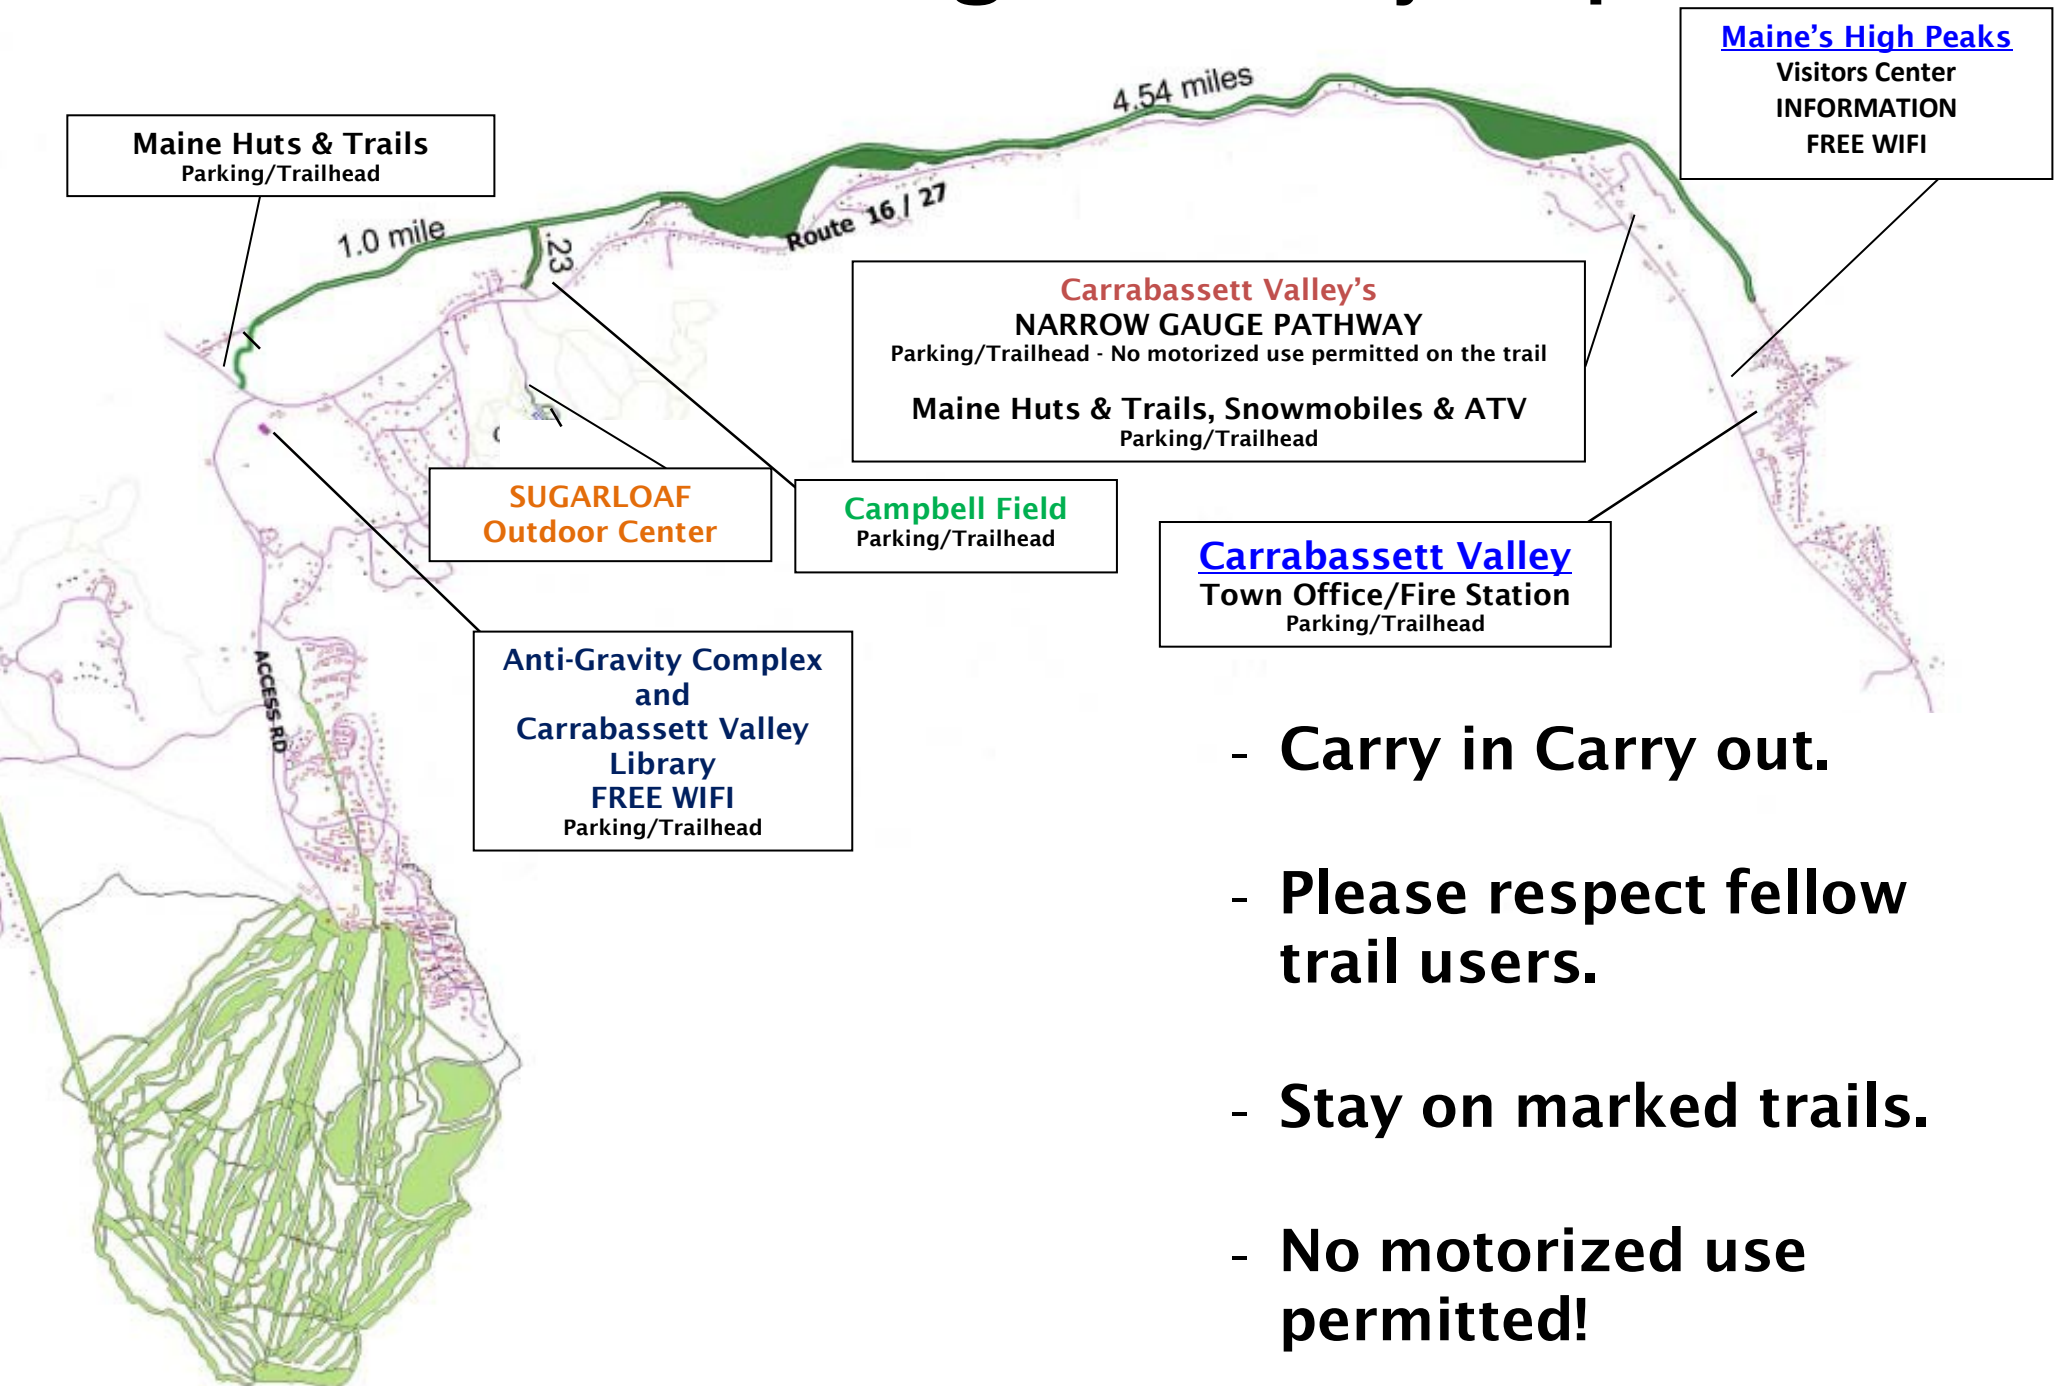 Maine's High Peaks
Visitors Center
INFORMATION
FREE WIFI
4.54 miles
Maine Huts & Trails
Parking/Trailhead
1.0 mile
.23
Route 16 / 27
Carrabassett Valley's
NARROW GAUGE PATHWAY
Parking/Trailhead - No motorized use permitted on the trail
Maine Huts & Trails, Snowmobiles & ATV
Parking/Trailhead
SUGARLOAF
Outdoor Center
Campbell Field
Parking/Trailhead
Carrabassett Valley
Town Office/Fire Station
Parking/Trailhead
ACCESS RD
Anti-Gravity Complex
and
Carrabassett Valley
Library
FREE WIFI
Parking/Trailhead
- Carry in Carry out.
- Please respect fellow
trail users.
- Stay on marked trails.
- No motorized use
permitted!